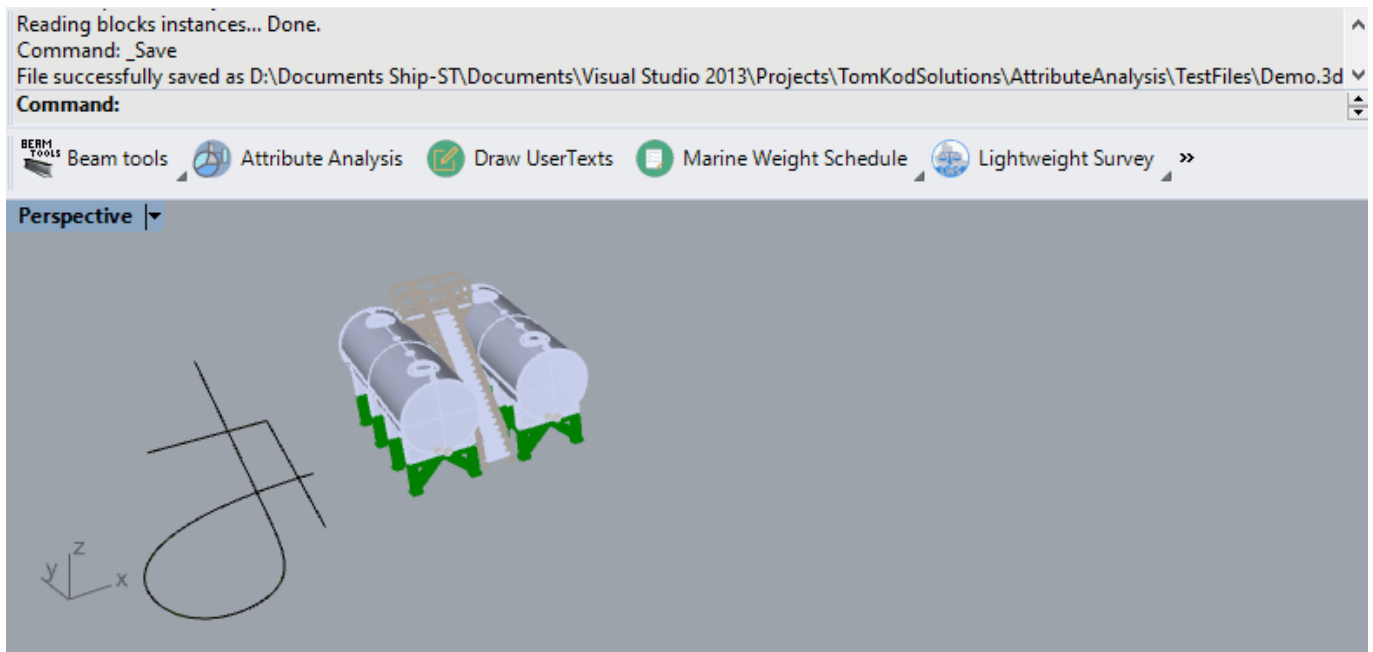 Reading blocks instances... Done.
Command: _Save
File successfully saved as D:\Documents Ship-ST\Documents\Visual Studio 2013\Projects\TomKodSolutions\AttributeAnalysis\TestFiles\Demo.3d
Command:
BEAM TOOLS Beam tools Attribute Analysis Draw UserTexts Marine Weight Schedule Lightweight Survey »
Perspective
z
y x